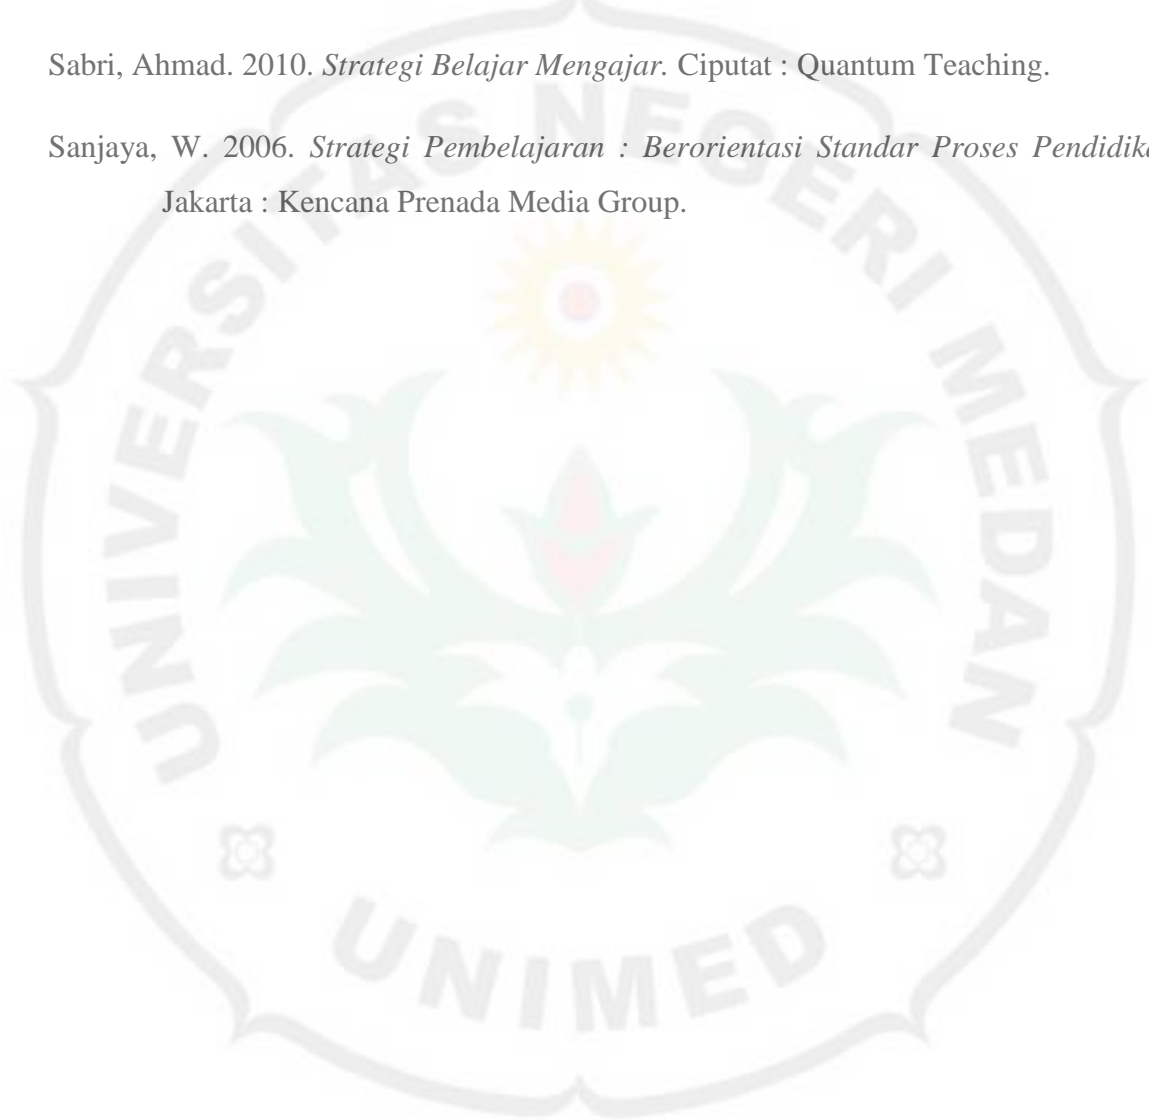 Sabri, Ahmad. 2010. Strategi Belajar Mengajar. Ciputat : Quantum Teaching.
Sanjaya, W. 2006. Strategi Pembelajaran : Berorientasi Standar Proses Pendidika
Jakarta : Kencana Prenada Media Group.
UNIVERSITAS NEGERI MEDAN
UNIMED